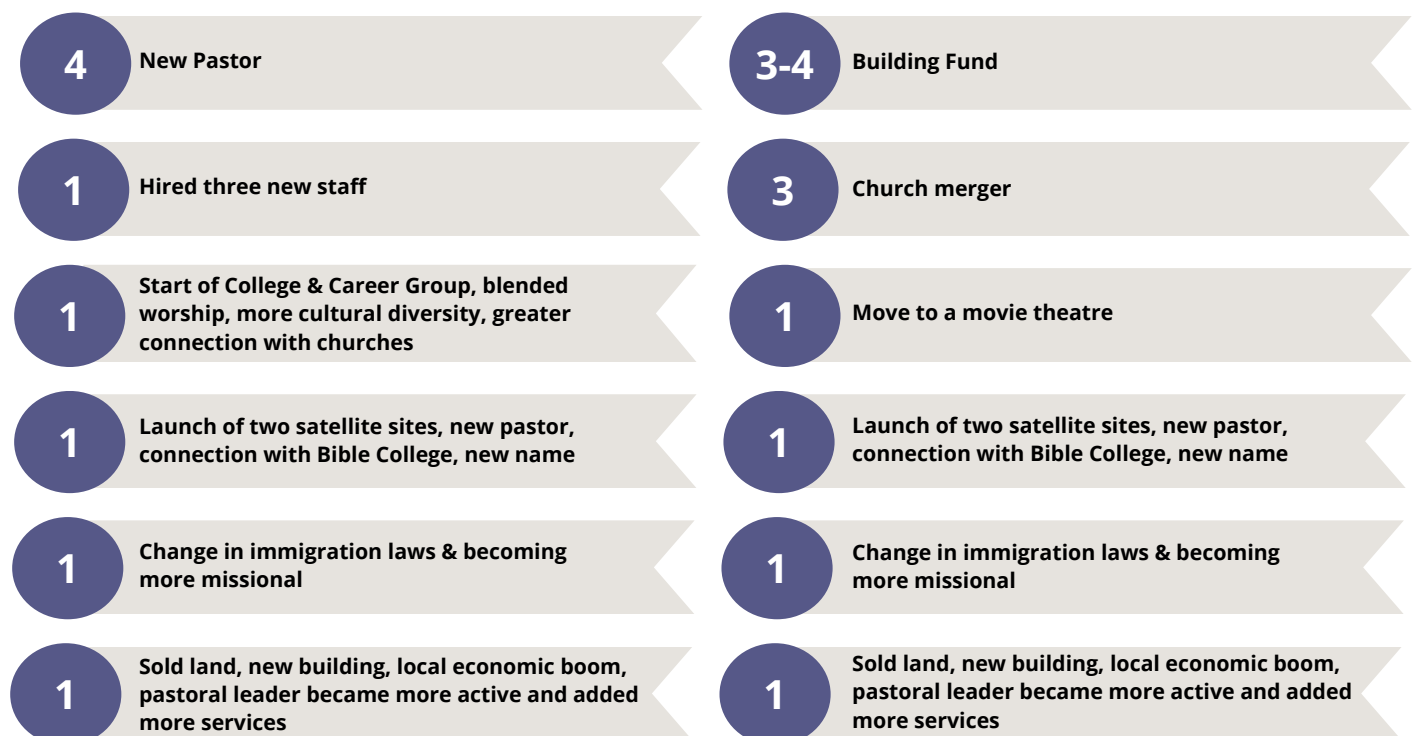 4
New Pastor
1
Hired three new staff
1
Start of College & Career Group, blended
worship, more cultural diversity, greater
connection with churches
1
Launch of two satellite sites, new pastor,
connection with Bible College, new name
1
Change in immigration laws & becoming
more missional
1
Sold land, new building, local economic boom,
pastoral leader became more active and added
more services
3-4
Building Fund
3
Church merger
1
Move to a movie theatre
1
Launch of two satellite sites, new pastor,
connection with Bible College, new name
1
Change in immigration laws & becoming
more missional
1
Sold land, new building, local economic boom,
pastoral leader became more active and added
more services